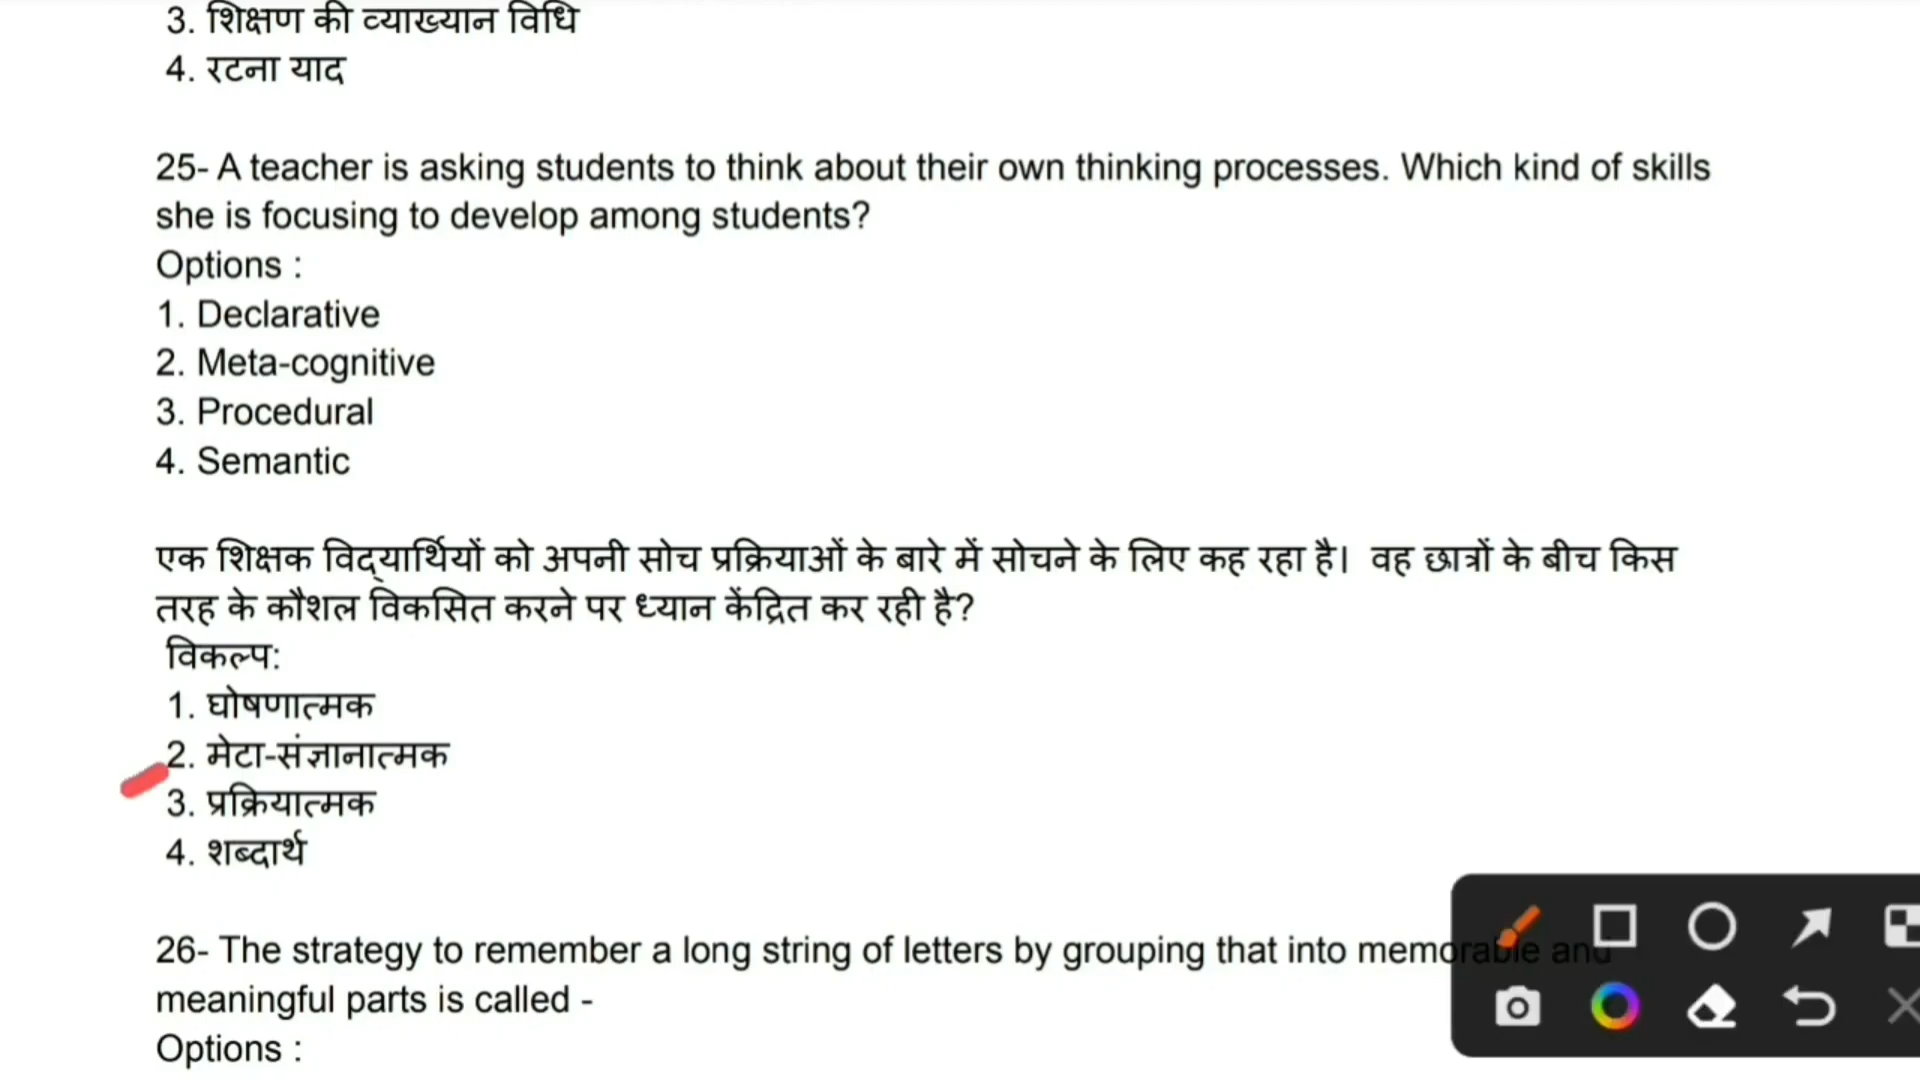 3. शिक्षण की व्याख्यान विधि
4. रटना याद
25- A teacher is asking students to think about their own thinking processes. Which kind of skills
she is focusing to develop among students?
Options :
1. Declarative
2. Meta-cognitive
3. Procedural
4. Semantic
एक शिक्षक विद्यार्थियों को अपनी सोच प्रक्रियाओं के बारे में सोचने के लिए कह रहा है। वह छात्रों के बीच किस
तरह के कौशल विकसित करने पर ध्यान केंद्रित कर रही है?
विकल्प:
1. घोषणात्मक
2. मेटा-संज्ञानात्मक
3. प्रक्रियात्मक
4. शब्दार्थ
26- The strategy to remember a long string of letters by grouping that into memorable and
meaningful parts is called -
Options :